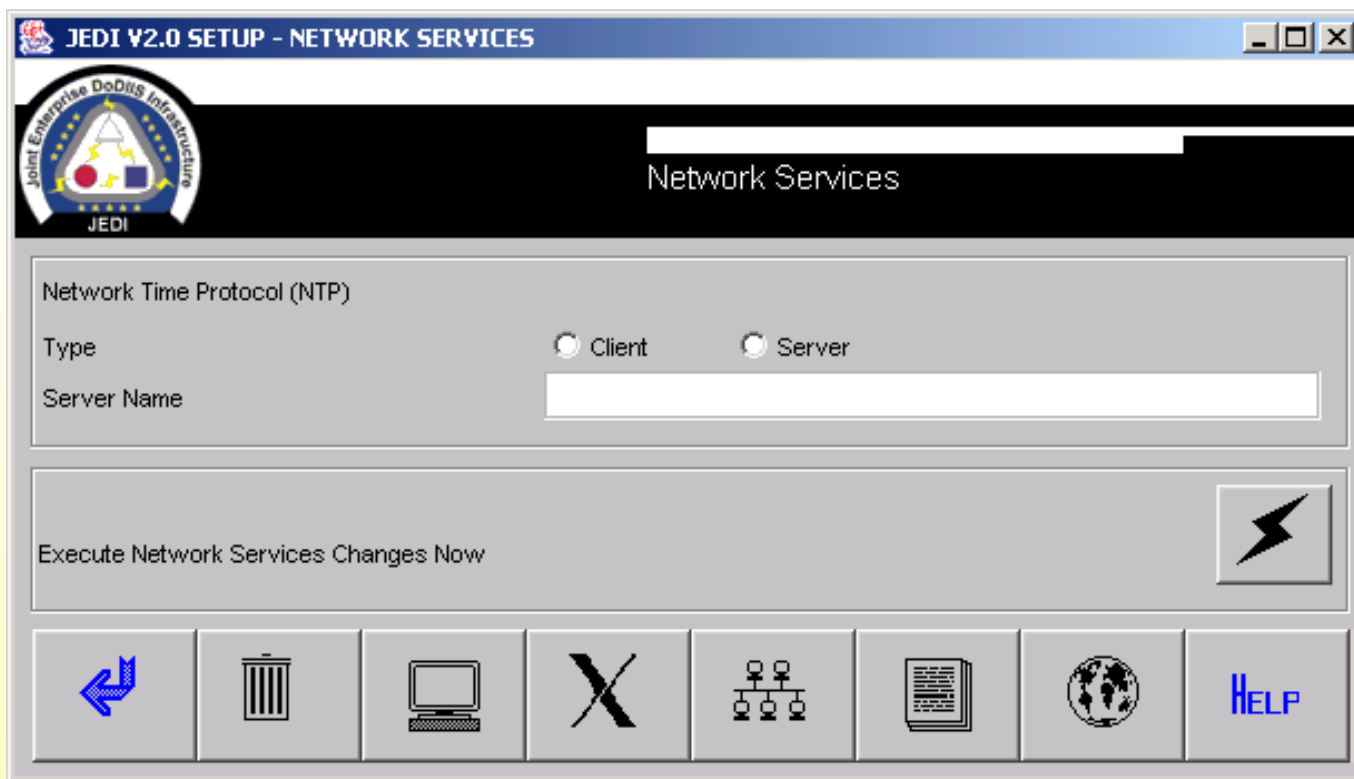 JEDI V2.0 SETUP - NETWORK SERVICES
Joint Enterprise DoDIIS Infrastructure
JEDI
Network Services
Network Time Protocol (NTP)
Type
Client
Server
Server Name
Execute Network Services Changes Now
HELP